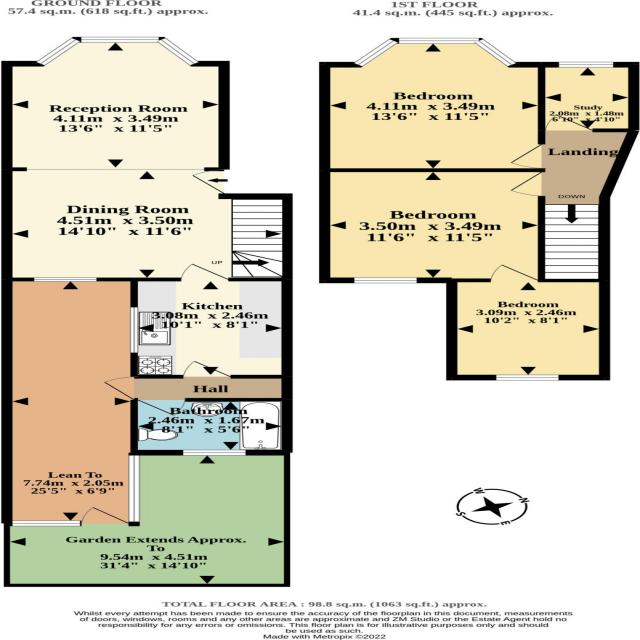 GROUND FLOOR
57.4 sq.m. (618 sq.ft.) approx.
Reception Room
4.11m x 3.49m
13'6" x 11'5"
Dining Room
4.51m x 3.50m
14'10" x 11'6"
UP
Kitchen
3.08m x 2.46m
10'1" x 8'1"
Hall
Bathroom
2.46m x 1.67m
8'1" x 5'6"
Lean To
7.74m x 2.05m
25'5" x 6'9"
Garden Extends Approx.
To
9.54m x 4.51m
31'4" x 14'10"
1ST FLOOR
41.4 sq.m. (445 sq.ft.) approx.
Bedroom
4.11m x 3.49m
13'6" x 11'5"
Study
2.08m x 1.48m
6'10" x 4'10"
Landing
DOWN
Bedroom
3.50m x 3.49m
11'6" x 11'5"
Bedroom
3.09m x 2.46m
10'2" x 8'1"
N
E
S
W
TOTAL FLOOR AREA : 98.8 sq.m. (1063 sq.ft.) approx.
Whilst every attempt has been made to ensure the accuracy of the floorplan in this document, measurements
of doors, windows, rooms and any other areas are approximate and ZM Studio or the Estate Agent hold no
responsibility for any errors or omissions. This floor plan is for illustrative purposes only and should
be used as such.
Made with Metropix ©2022